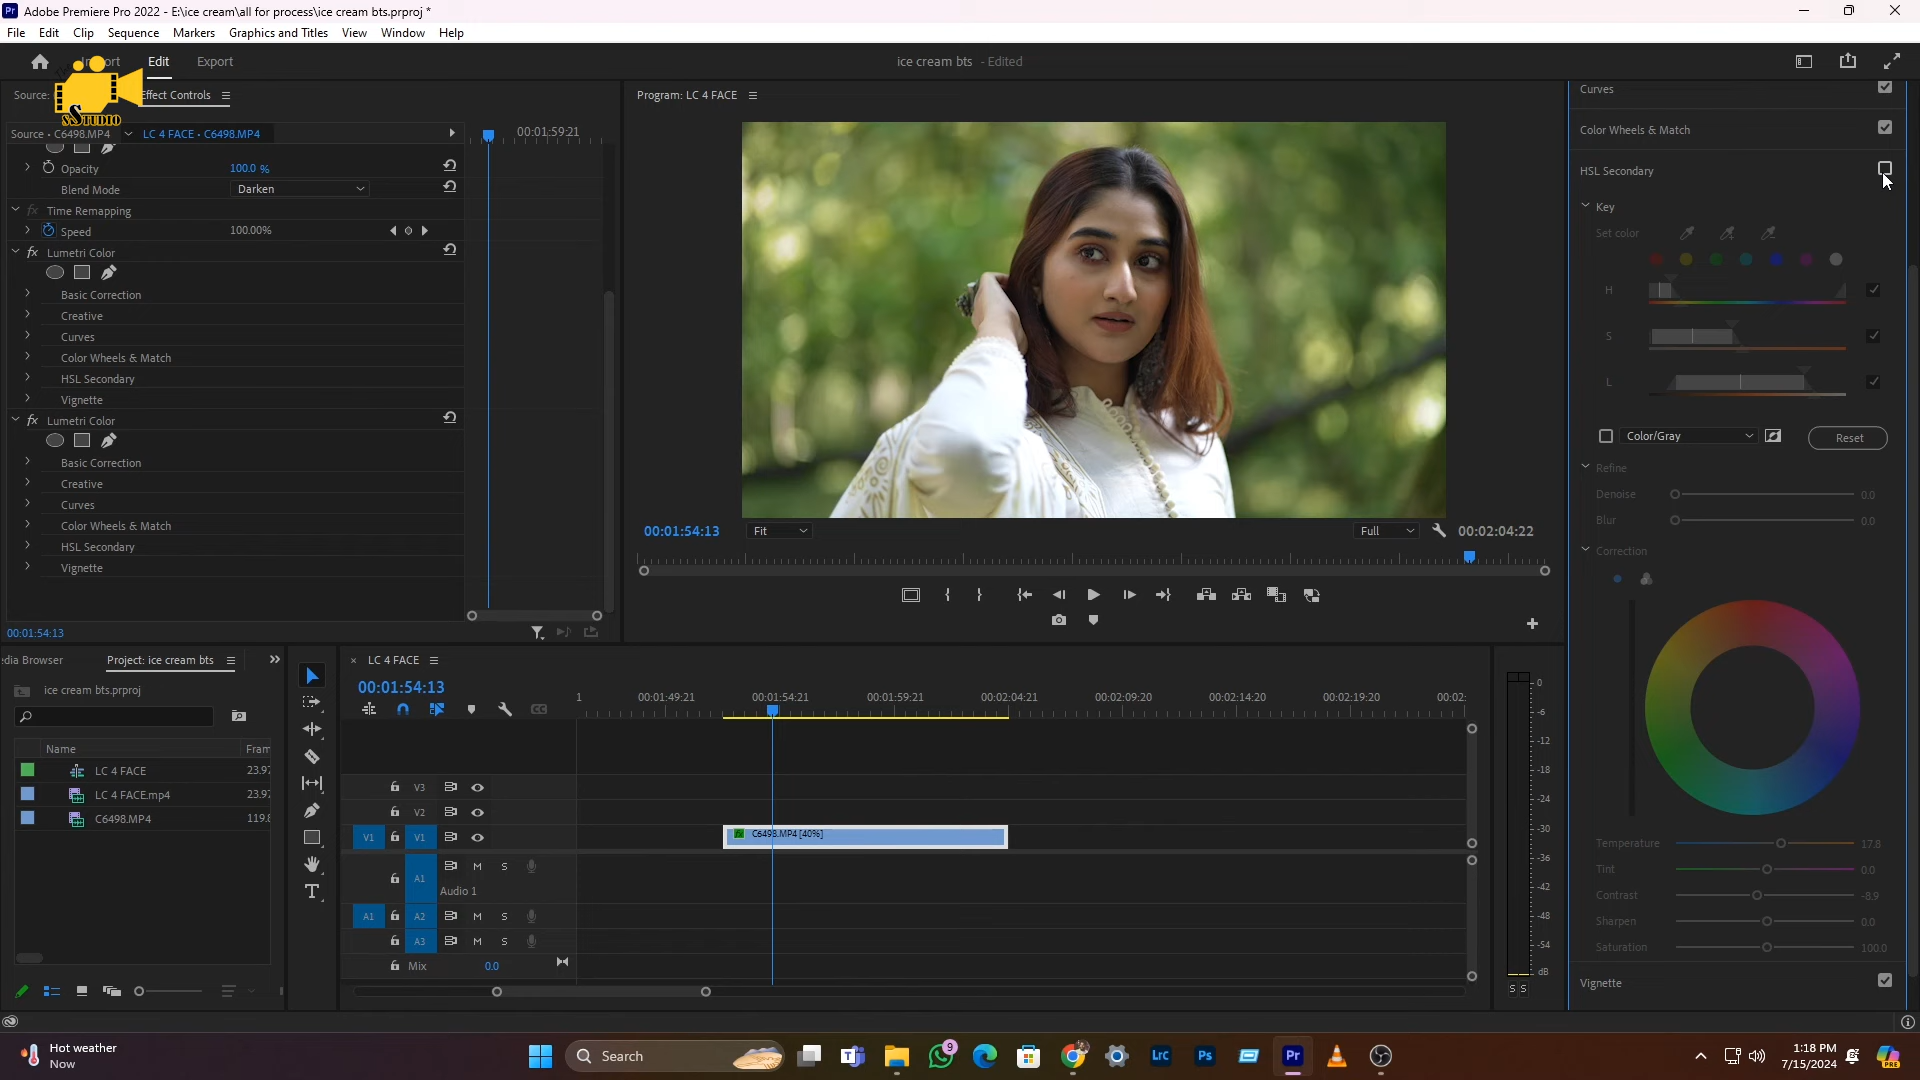 Adobe Premiere Pro 2022 - E:\ice cream\all for process\ice cream bts.prproj *
File Edit Clip Sequence Markers Graphics and Titles View Window Help
Edit Export
ice cream bts - Edited
SSTUDIO
Source: Effect Controls
Program: LC 4 FACE
Source • C6498.MP4 LC 4 FACE • C6498.MP4
00:01:59:21
Opacity 100.0 %
Blend Mode Darken
fx Time Remapping
Speed 100.00%
fx Lumetri Color
Basic Correction
Creative
Curves
Color Wheels & Match
HSL Secondary
Vignette
fx Lumetri Color
Basic Correction
Creative
Curves
Color Wheels & Match
HSL Secondary
Vignette
00:01:54:13
00:01:54:13 Fit Full 00:02:04:22
Curves
Color Wheels & Match
HSL Secondary
Key
Set color
H
S
L
Color/Gray Reset
Refine
Denoise 0.0
Blur 0.0
Correction
Temperature 17.8
Tint 0.0
Contrast -8.9
Sharpen 0.0
Saturation 100.0
Vignette
edia Browser Project: ice cream bts
ice cream bts.prproj
Name Fram
LC 4 FACE 23.97
LC 4 FACE.mp4 23.97
C6498.MP4 119.8
× LC 4 FACE
00:01:54:13
1 00:01:49:21 00:01:54:21 00:01:59:21 00:02:04:21 00:02:09:20 00:02:14:20 00:02:19:20 00:02:
V3
V2
V1 V1 C6498.MP4 [40%]
A1 M S
Audio 1
A1 A2 M S
A3 M S
Mix 0.0
0
-6
-12
-18
-24
-30
-36
-42
-48
-54
dB
S S
Hot weather
Now
Search
9
LrC Ps Pr
1:18 PM
7/15/2024
PRE